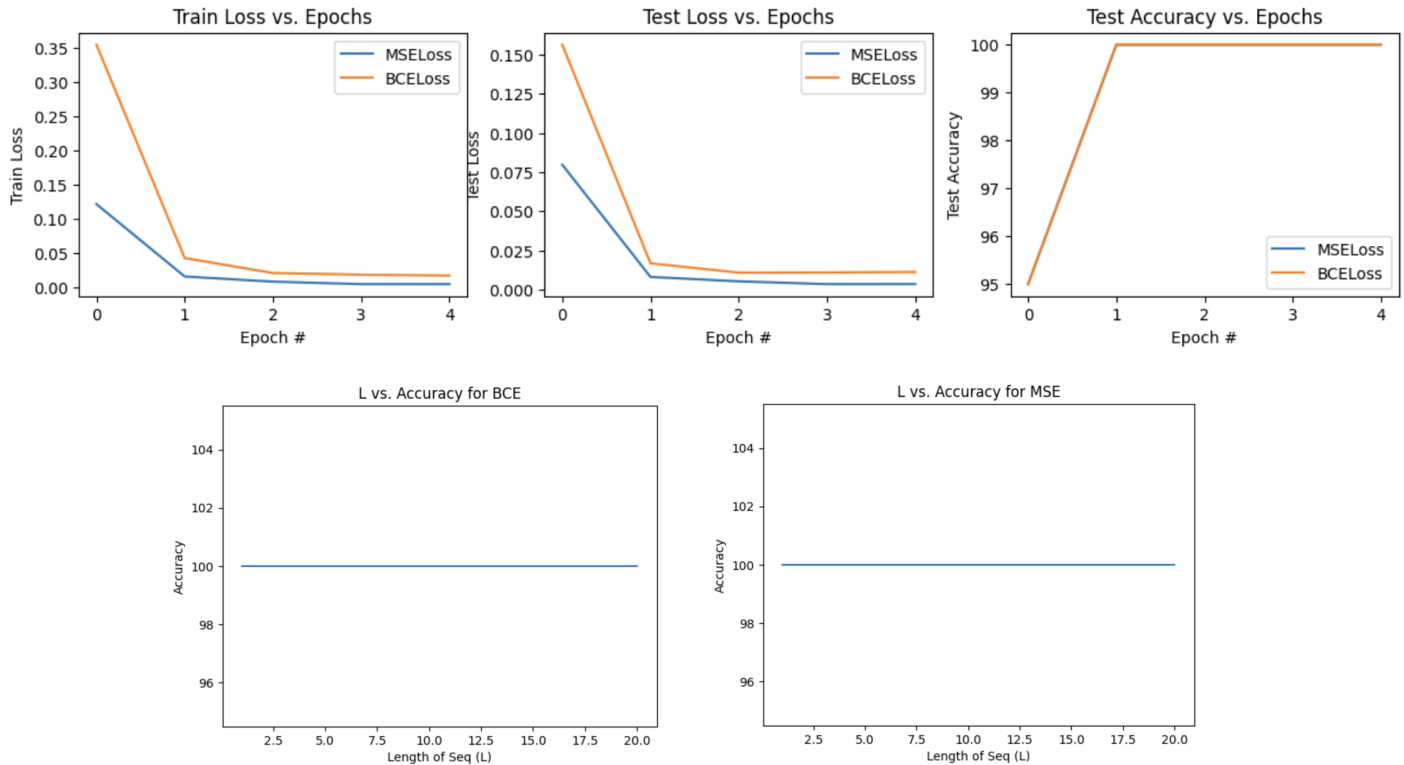 Train Loss vs. Epochs
0.35
0.30
0.25
0.20
0.15
0.10
0.05
0.00
Train Loss
MSELoss
BCELoss
0 1 2 3 4
Epoch #
Test Loss vs. Epochs
0.150
0.125
0.100
0.075
0.050
0.025
0.000
Test Loss
MSELoss
BCELoss
0 1 2 3 4
Epoch #
Test Accuracy vs. Epochs
100
99
98
97
96
95
Test Accuracy
MSELoss
BCELoss
0 1 2 3 4
Epoch #
L vs. Accuracy for BCE
104
102
100
98
96
Accuracy
2.5 5.0 7.5 10.0 12.5 15.0 17.5 20.0
Length of Seq (L)
L vs. Accuracy for MSE
104
102
100
98
96
Accuracy
2.5 5.0 7.5 10.0 12.5 15.0 17.5 20.0
Length of Seq (L)